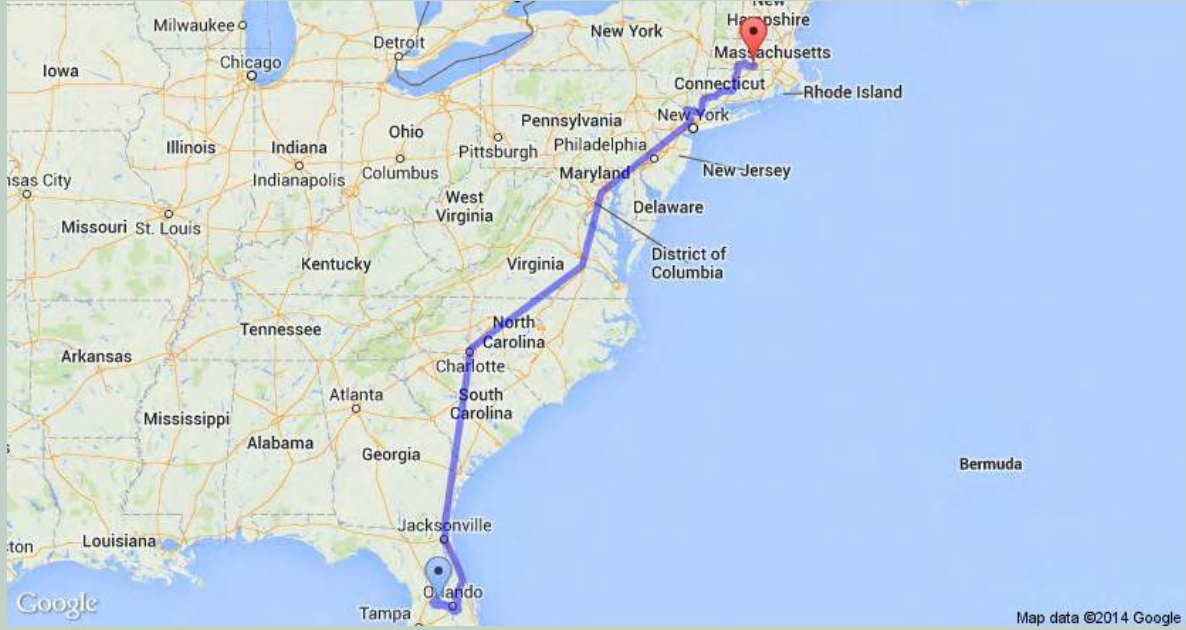 New
Hampshire
Milwaukee
New York
Detroit
Massachusetts
Chicago
Iowa
Connecticut
Rhode Island
New York
Pennsylvania
Ohio
Philadelphia
Illinois
Indiana
Pittsburgh
Maryland
New Jersey
Columbus
nsas City
Indianapolis
West
Virginia
Delaware
Missouri
St. Louis
District of
Columbia
Kentucky
Virginia
North
Carolina
Tennessee
Arkansas
Charlotte
Atlanta
South
Carolina
Mississippi
Alabama
Georgia
Bermuda
Jacksonville
ton
Louisiana
Orlando
Google
Tampa
Map data ©2014 Google